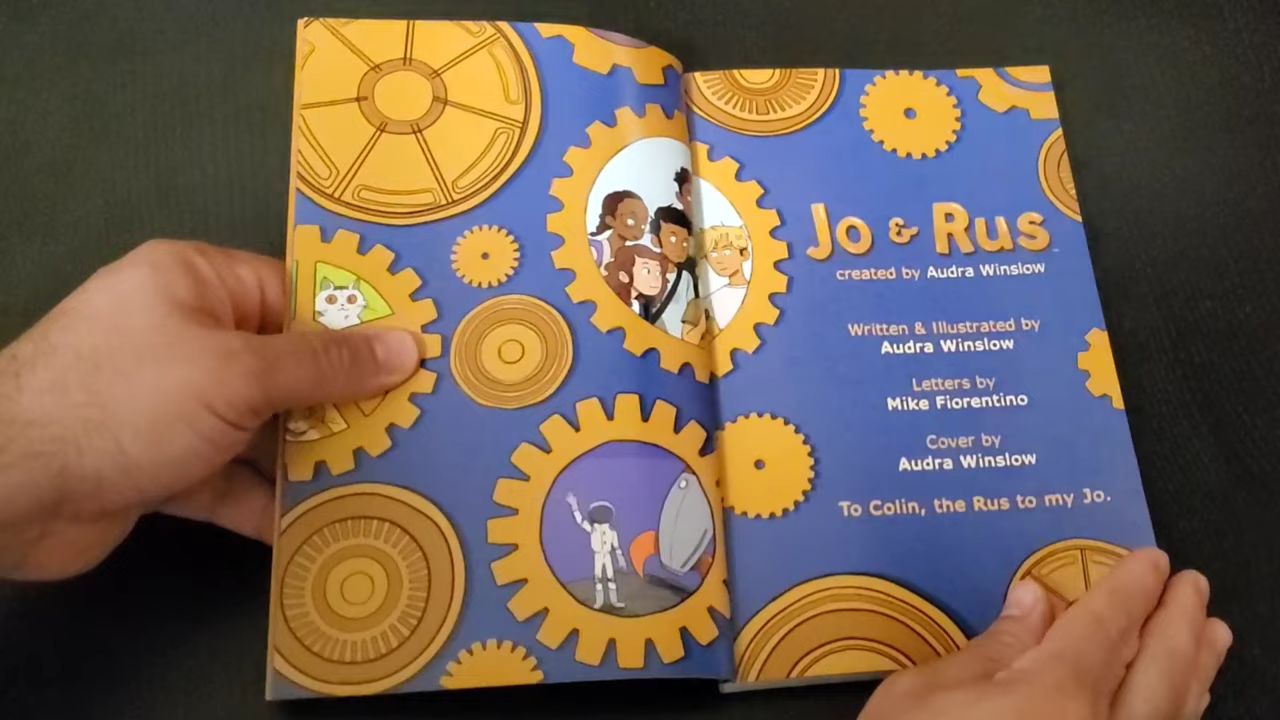 Jo & Rus™
created by Audra Winslow
Written & Illustrated by
Audra Winslow
Letters by
Mike Fiorentino
Cover by
Audra Winslow
To Colin, the Rus to my Jo.